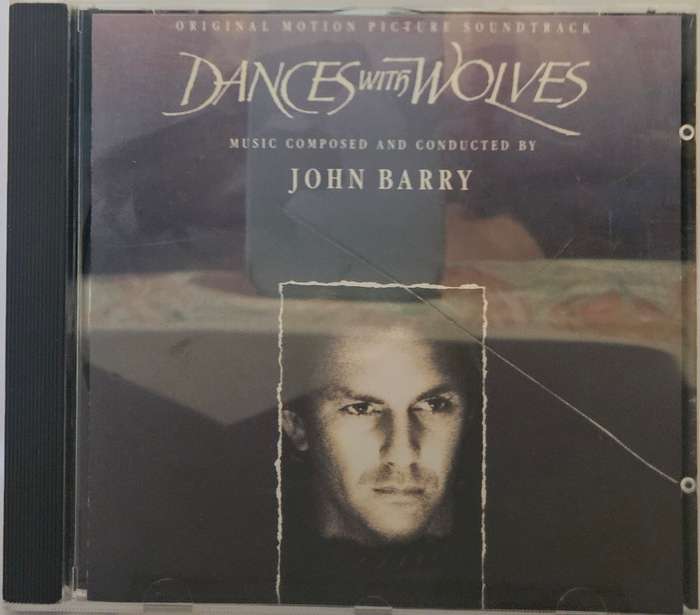 ORIGINAL MOTION PICTURE SOUNDTRACK
DANCES WITH WOLVES
MUSIC COMPOSED AND CONDUCTED BY
JOHN BARRY